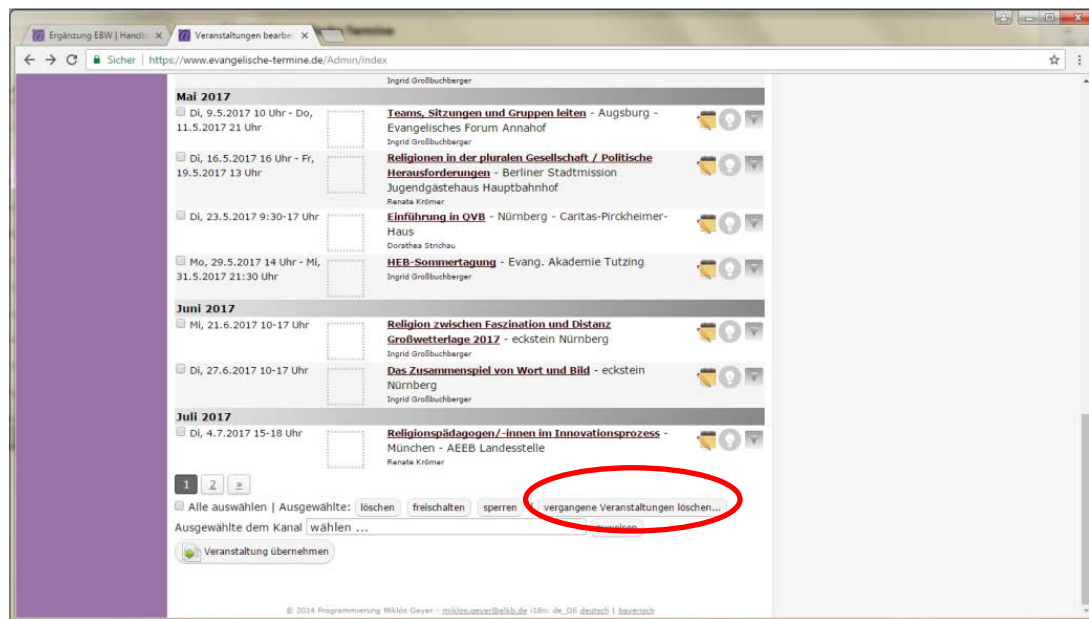 Termine
Ergänzung EBW | Handb
Veranstaltungen bearbe
Sicher | https://www.evangelische-termine.de/Admin/index
Ingrid Großbuchberger
Mai 2017
Di, 9.5.2017 10 Uhr - Do, 11.5.2017 21 Uhr
Teams, Sitzungen und Gruppen leiten - Augsburg -
Evangelisches Forum Annahof
Ingrid Großbuchberger
Di, 16.5.2017 16 Uhr - Fr, 19.5.2017 13 Uhr
Religionen in der pluralen Gesellschaft / Politische
Herausforderungen - Berliner Stadtmission
Jugendgästehaus Hauptbahnhof
Renate Krömer
Di, 23.5.2017 9:30-17 Uhr
Einführung in QVB - Nürnberg - Caritas-Pirckheimer-
Haus
Dorathea Strichau
Mo, 29.5.2017 14 Uhr - Mi, 31.5.2017 21:30 Uhr
HEB-Sommertagung - Evang. Akademie Tutzing
Ingrid Großbuchberger
Juni 2017
Mi, 21.6.2017 10-17 Uhr
Religion zwischen Faszination und Distanz
Großwetterlage 2017 - eckstein Nürnberg
Ingrid Großbuchberger
Di, 27.6.2017 10-17 Uhr
Das Zusammenspiel von Wort und Bild - eckstein
Nürnberg
Ingrid Großbuchberger
Juli 2017
Di, 4.7.2017 15-18 Uhr
Religionspädagogen/-innen im Innovationsprozess -
München - AEEB Landesstelle
Renate Krömer
1 2 »
Alle auswählen | Ausgewählte: löschen freischalten sperren | vergangene Veranstaltungen löschen...
Ausgewählte dem Kanal wählen ... zuweisen
Veranstaltung übernehmen
© 2014 Programmierung Miklós Geyer - miklos.geyer@elkb.de i18n: de_DE deutsch | bayerisch